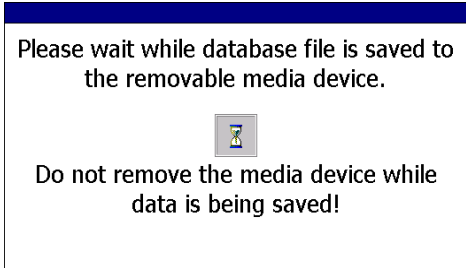 Please wait while database file is saved to
the removable media device.
Do not remove the media device while
data is being saved!